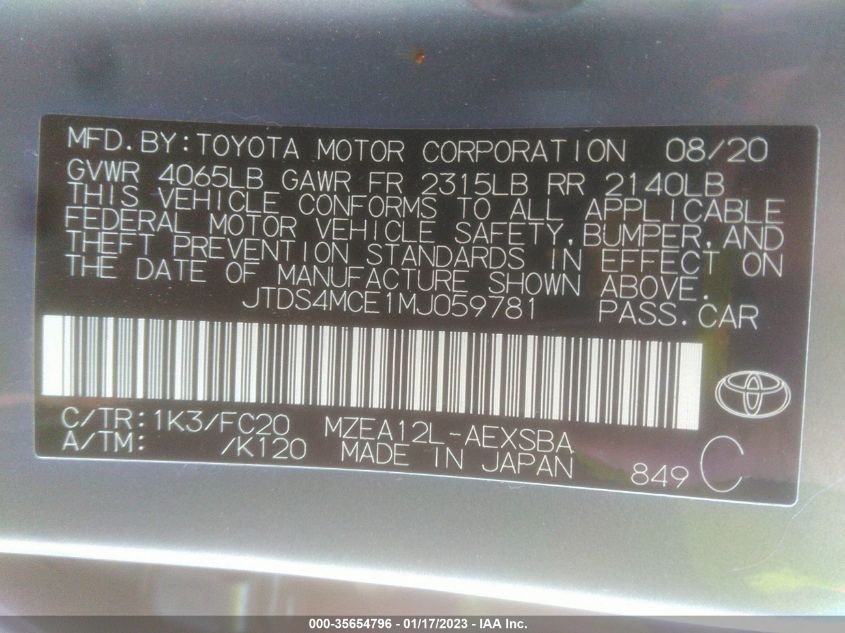 MFD.BY:TOYOTA MOTOR CORPORATION 08/20
GVWR 4065LB GAWR FR 2315LB RR 2140LB
THIS VEHICLE CONFORMS TO ALL APPLICABLE
FEDERAL MOTOR VEHICLE SAFETY,BUMPER,AND
THEFT PREVENTION STANDARDS IN EFFECT ON
THE DATE OF MANUFACTURE SHOWN ABOVE.
JTDS4MCE1MJ059781 PASS.CAR
C/TR:1K3/FC20 MZEA12L-AEXSBA
A/TM: /K120 MADE IN JAPAN 849 C
000-35654796 - 01/17/2023 - IAA Inc.